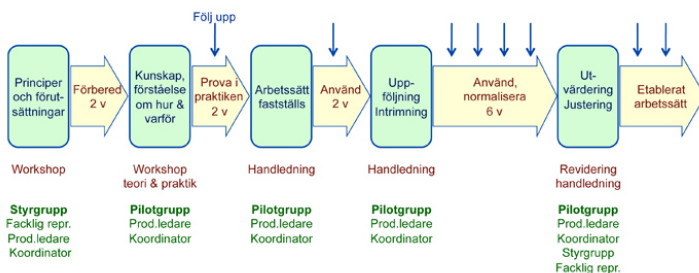 Följ upp
Principer
och förut-
sättningar
Förbered
2 v
Kunskap,
förståelse
om hur &
varför
Prova i
praktiken
2 v
Arbetssätt
fastställs
Använd
2 v
Upp-
följning
Intrimning
Använd,
normalisera
6 v
Ut-
värdering
Justering
Etablerat
arbetssätt
Workshop
Workshop
teori & praktik
Handledning
Handledning
Revidering
handledning
Styrgrupp
Facklig repr.
Prod.ledare
Koordinator
Pilotgrupp
Prod.ledare
Koordinator
Pilotgrupp
Prod.ledare
Koordinator
Pilotgrupp
Prod.ledare
Koordinator
Pilotgrupp
Prod.ledare
Koordinator
Styrgrupp
Facklig repr.